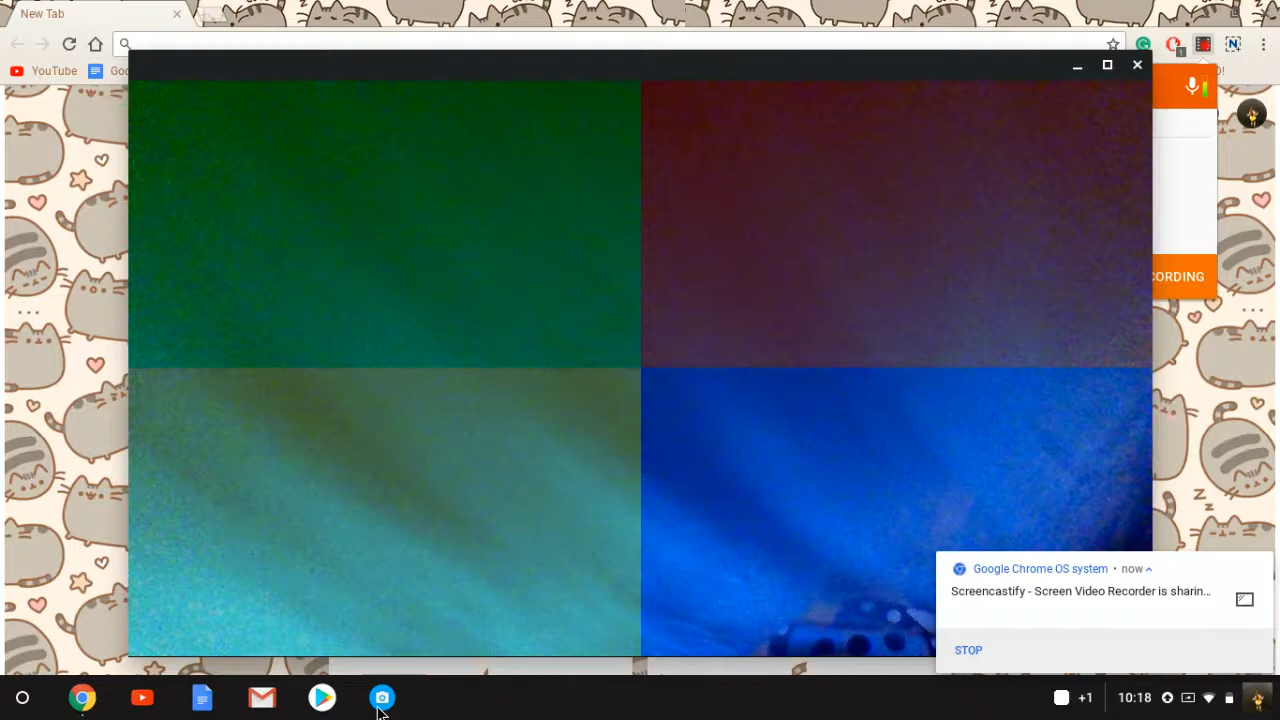 New Tab
YouTube
Goo
1
p!
CORDING
Google Chrome OS system • now
Screencastify - Screen Video Recorder is sharin...
STOP
+1
10:18